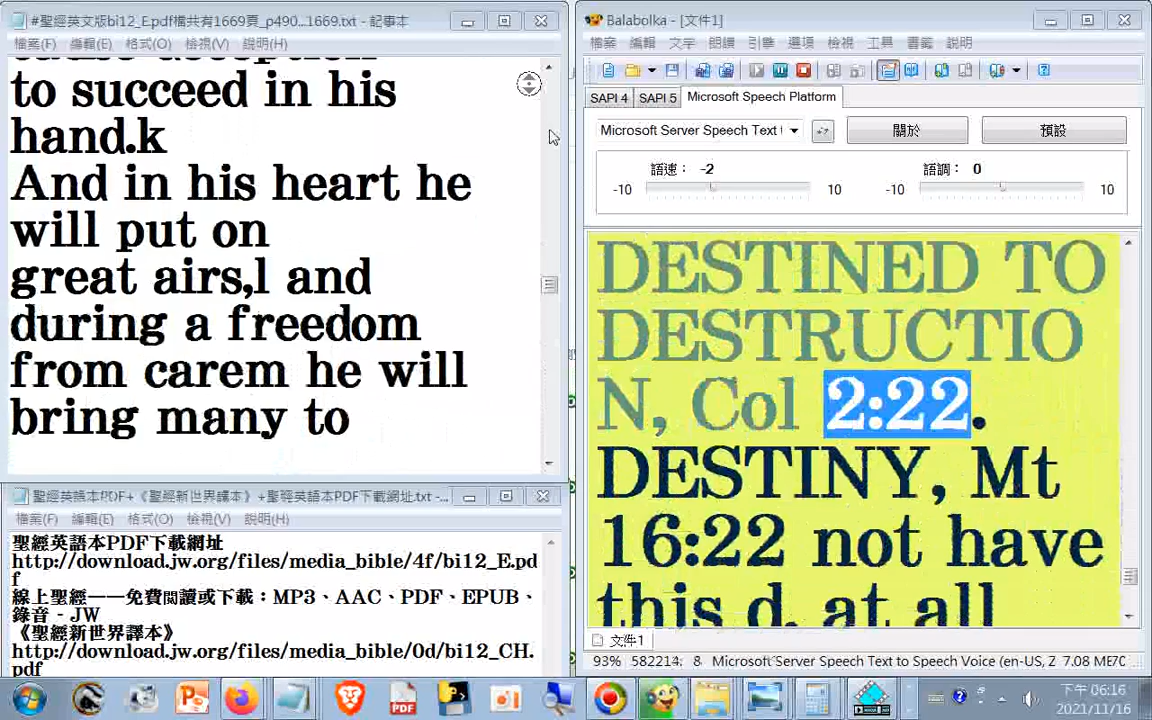 #聖經英文版bi12_E.pdf檔共有1669頁_p490...1669.txt - 記事本
檔案(F) 編輯(E) 格式(O) 檢視(V) 說明(H)
to succeed in his
hand.k
And in his heart he
will put on
great airs,l and
during a freedom
from carem he will
bring many to
聖經英語本PDF+《聖經新世界譯本》+聖經英語本PDF下載網址.txt - ...
檔案(F) 編輯(E) 格式(O) 檢視(V) 說明(H)
聖經英語本PDF下載網址
http://download.jw.org/files/media_bible/4f/bi12_E.pd
f
線上聖經——免費閱讀或下載：MP3、AAC、PDF、EPUB、
錄音 - JW
《聖經新世界譯本》
http://download.jw.org/files/media_bible/0d/bi12_CH.
pdf
Balabolka - [文件1]
檔案 編輯 文字 朗讀 引擎 選項 檢視 工具 書籤 說明
SAPI 4 SAPI 5 Microsoft Speech Platform
Microsoft Server Speech Text 關於 預設
語速： -2 語調： 0
-10 10 -10 10
DESTINED TO
DESTRUCTIO
N, Col 2:22.
DESTINY, Mt
16:22 not have
this d. at all
文件1
93% 582214, 8 Microsoft Server Speech Text to Speech Voice (en-US, Z 7.08 ME
下午 06:16
2021/11/16